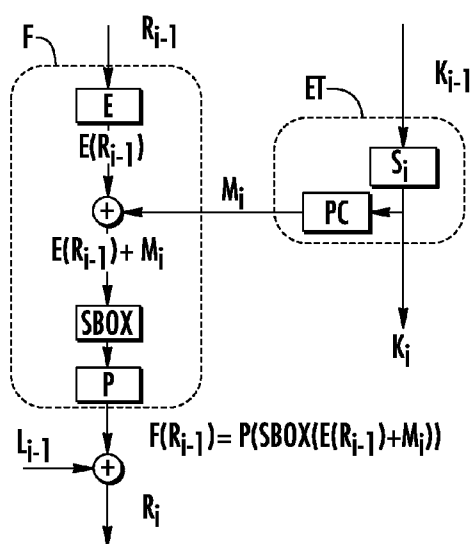 F
R_{i-1}
E
E(R_{i-1})
ET
K_{i-1}
S_i
PC
M_i
+
E(R_{i-1})+ M_i
SBOX
P
K_i
F(R_{i-1})= P(SBOX(E(R_{i-1})+M_i))
L_{i-1}
+
R_i